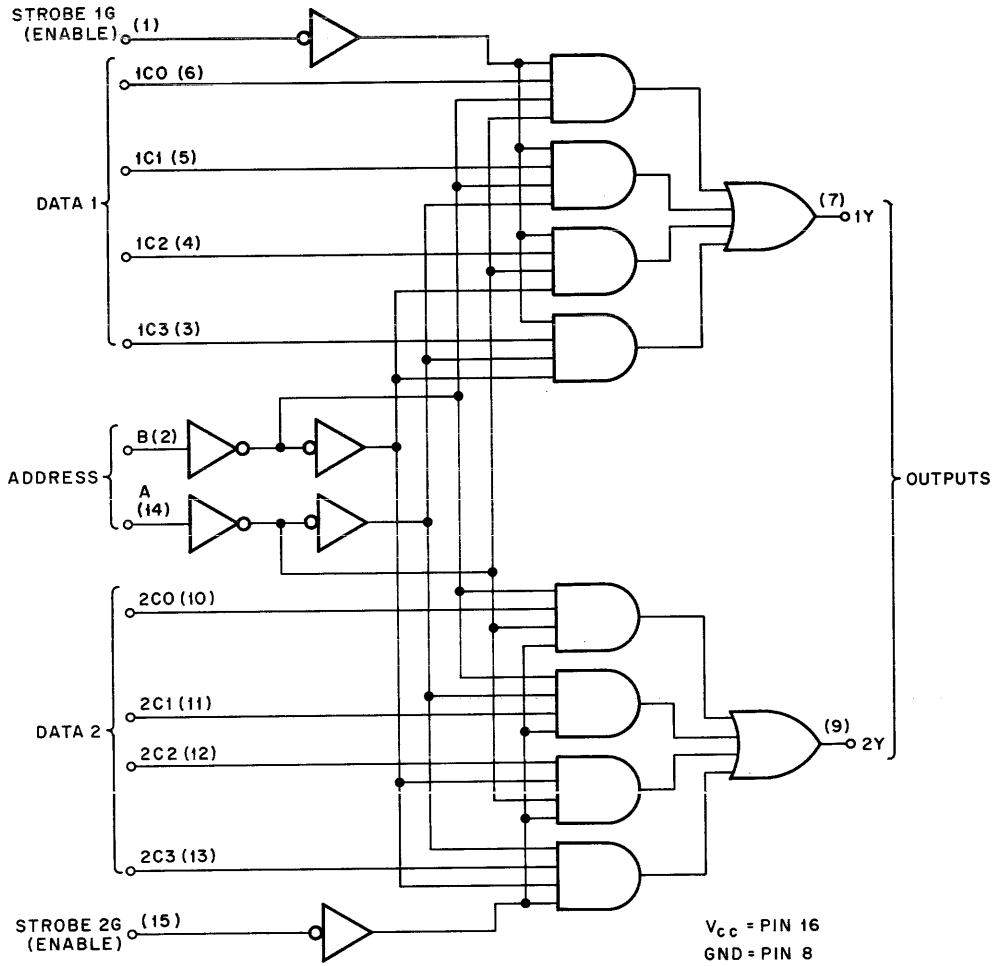 STROBE 1G
(ENABLE)
(1)
1C0 (6)
1C1 (5)
DATA 1
(7)
1Y
1C2 (4)
1C3 (3)
B(2)
ADDRESS
OUTPUTS
A
(14)
2C0 (10)
2C1 (11)
DATA 2
(9)
2Y
2C2 (12)
2C3 (13)
STROBE 2G
(ENABLE)
(15)
VCC = PIN 16
GND = PIN 8